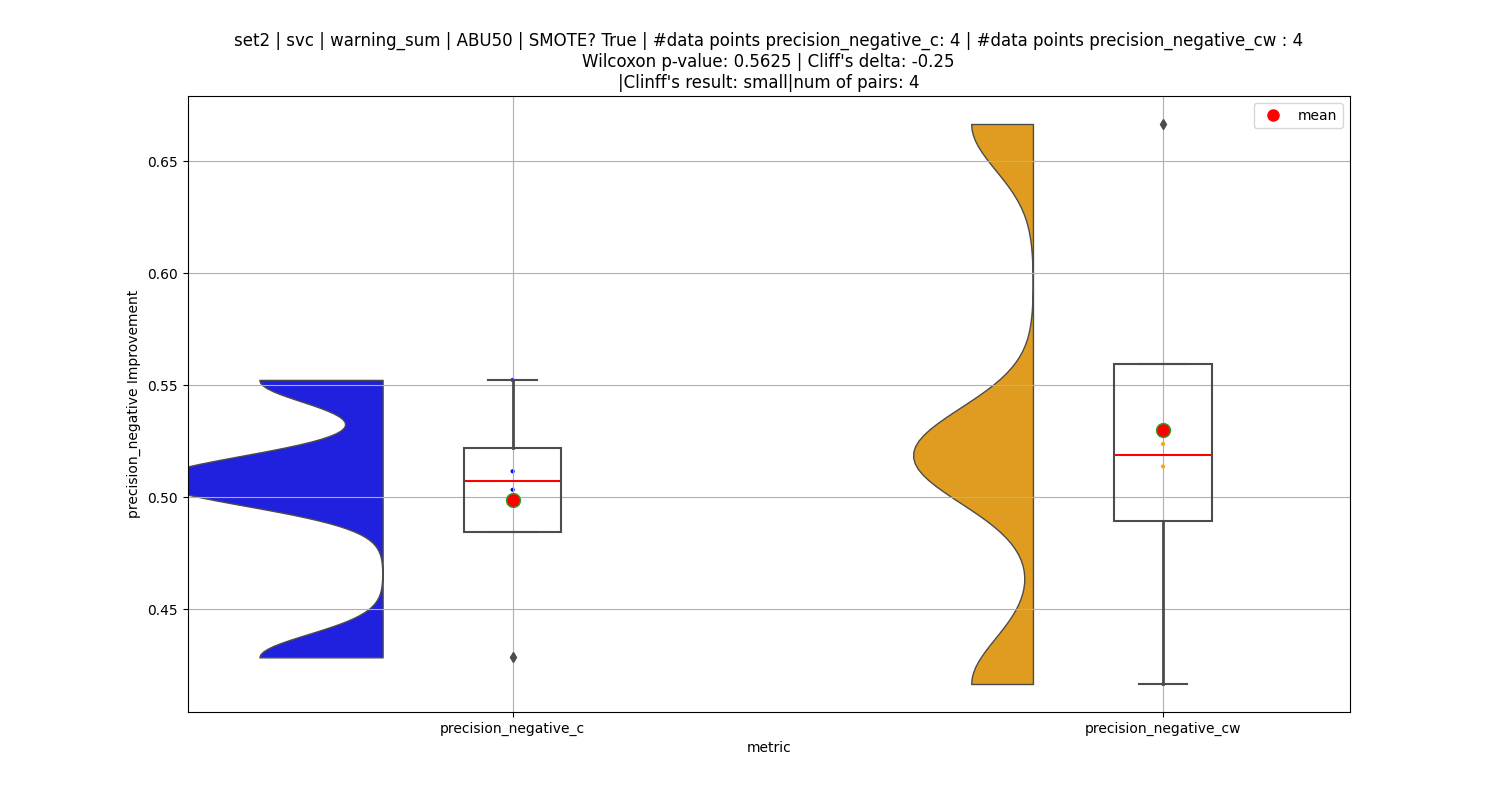 set2 | svc | warning_sum | ABU50 | SMOTE? True | #data points precision_negative_c: 4 | #data points precision_negative_cw : 4
Wilcoxon p-value: 0.5625 | Cliff's delta: -0.25
|Clinff's result: small|num of pairs: 4
mean
0.65
0.60
0.55
0.50
0.45
precision_negative Improvement
precision_negative_c
precision_negative_cw
metric